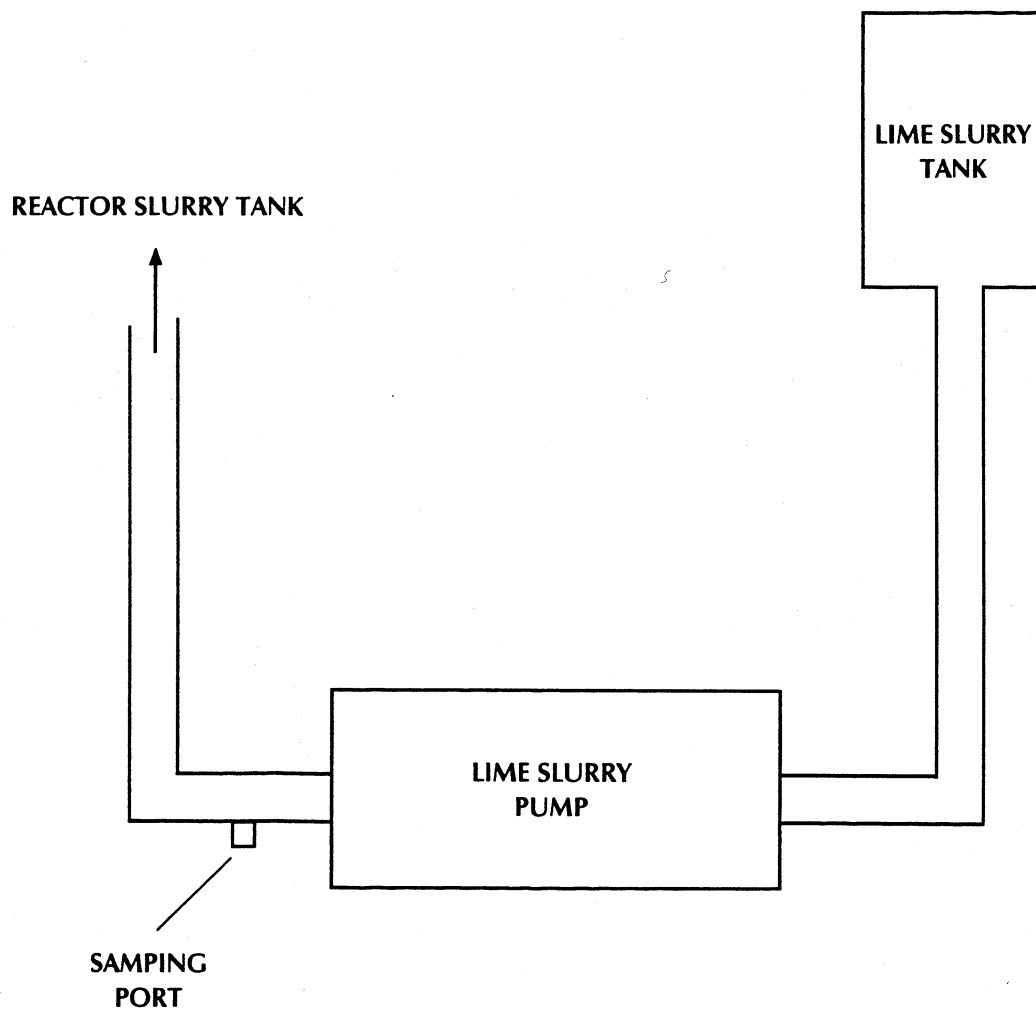 LIME SLURRY
TANK
REACTOR SLURRY TANK
LIME SLURRY
PUMP
SAMPING
PORT